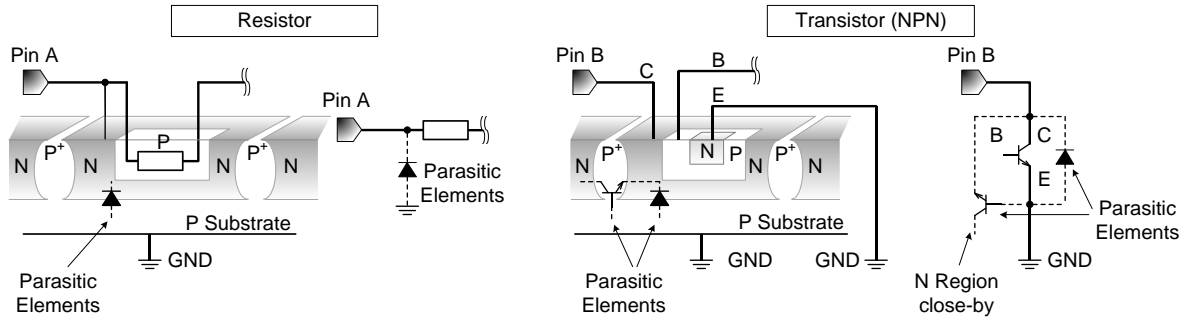 Resistor
Transistor (NPN)
Pin A
Pin A
P
N
P+
N
N
P+
N
Parasitic
Elements
P Substrate
GND
Parasitic
Elements
Pin B
C
B
E
N
P+
N
N
P
P+
N
P Substrate
GND
GND
Parasitic
Elements
Pin B
B
C
E
Parasitic
Elements
N Region
close-by